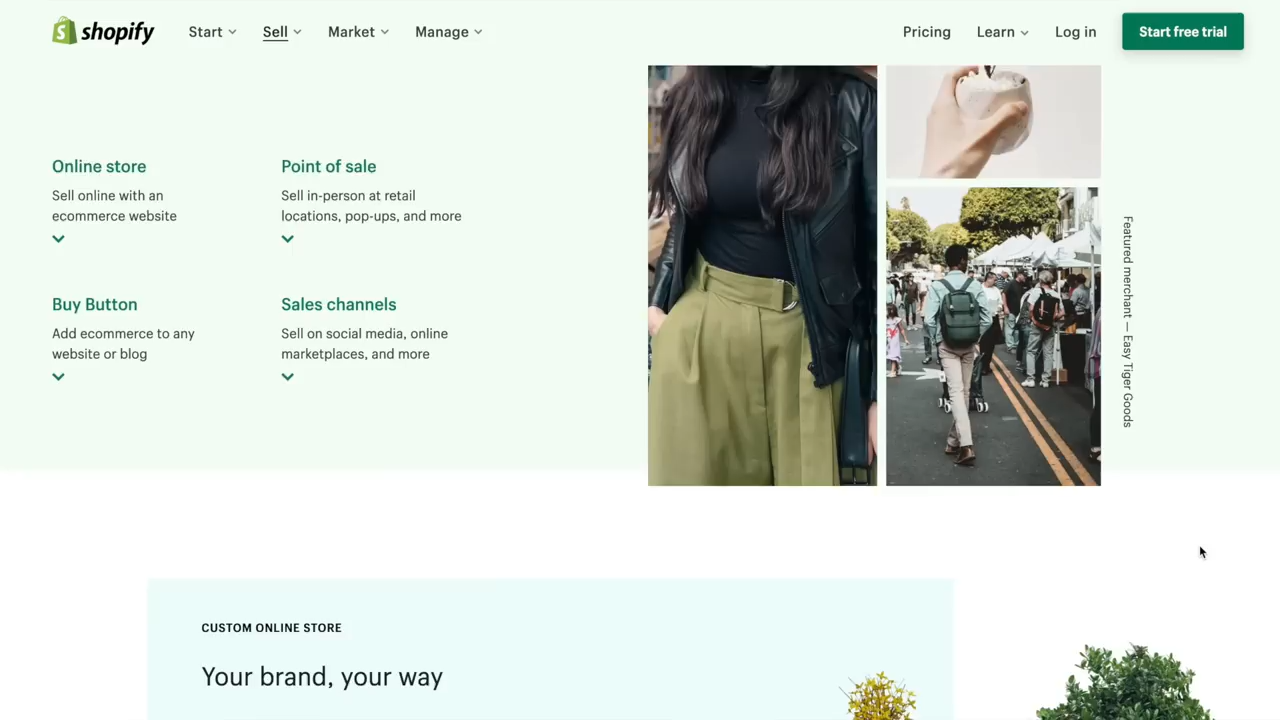 shopify Start Sell Market Manage Pricing Learn Log in Start free trial
Online store
Sell online with an
ecommerce website
Point of sale
Sell in-person at retail
locations, pop-ups, and more
Buy Button
Add ecommerce to any
website or blog
Sales channels
Sell on social media, online
marketplaces, and more
Featured merchant — Easy Tiger Goods
CUSTOM ONLINE STORE
Your brand, your way